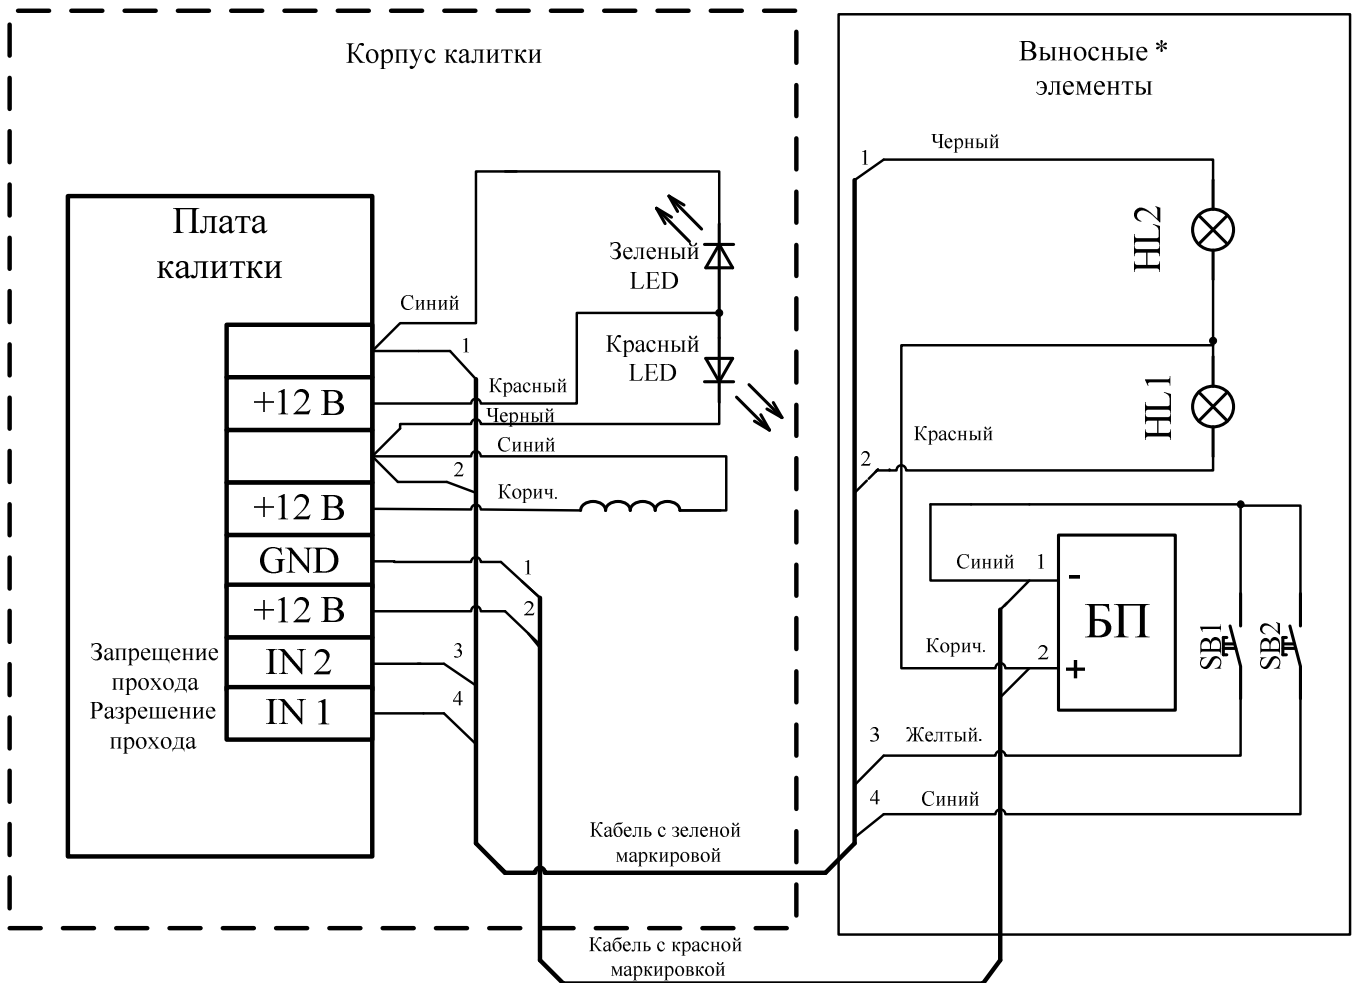 Корпус калитки
Выносные *
элементы
Плата
калитки
Синий
1
+12 В
+12 В
GND
+12 В
IN 2
IN 1
Запрещение
прохода
Разрешение
прохода
Зеленый
LED
Красный
LED
Красный
Черный
Синий
2
Корич.
1
2
3
4
Кабель с зеленой
маркировой
Кабель с красной
маркировкой
1
Черный
HL2
HL1
2
Красный
Синий
1
-
БП
Корич.
2
+
SB1
SB2
3
Желтый.
4
Синий